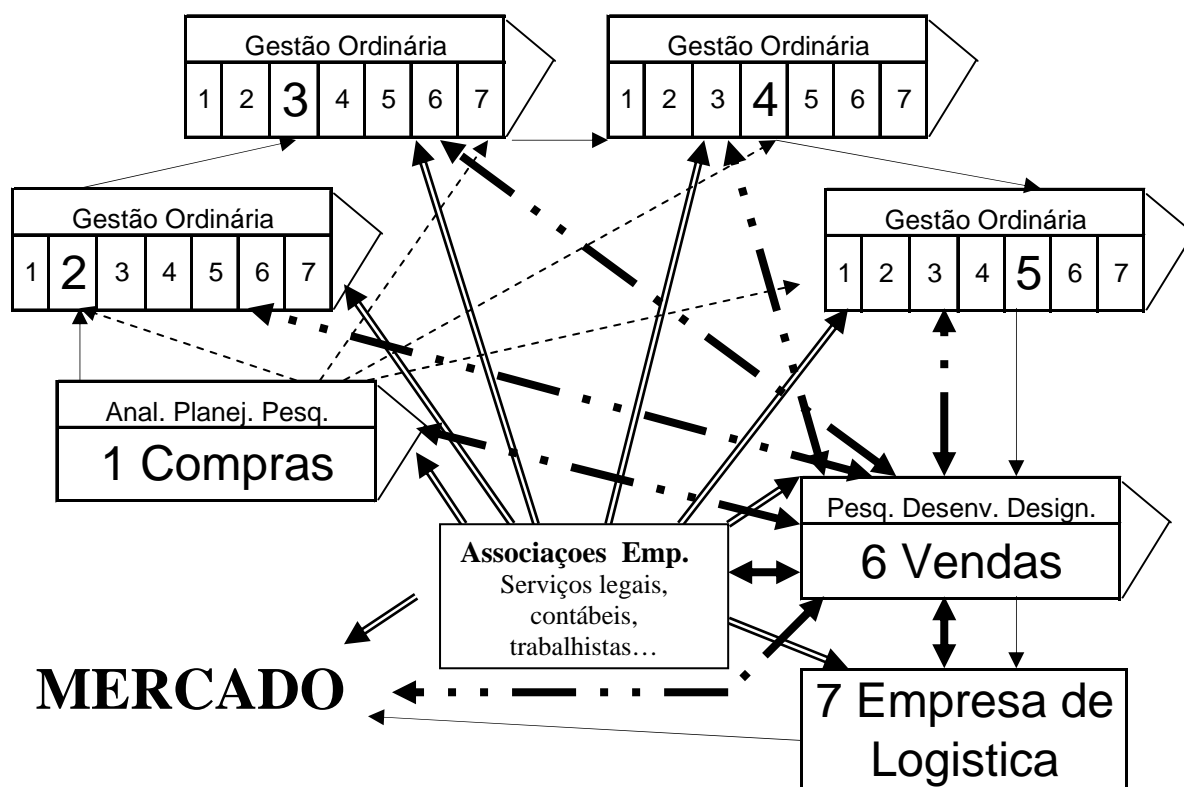 Gestão Ordinária
1 2 3 4 5 6 7
Gestão Ordinária
1 2 3 4 5 6 7
Gestão Ordinária
1 2 3 4 5 6 7
Gestão Ordinária
1 2 3 4 5 6 7
Anal. Planej. Pesq.
1 Compras
Associaçoes Emp.
Serviços legais,
contábeis,
trabalhistas…
Pesq. Desenv. Design.
6 Vendas
MERCADO
7 Empresa de
Logistica